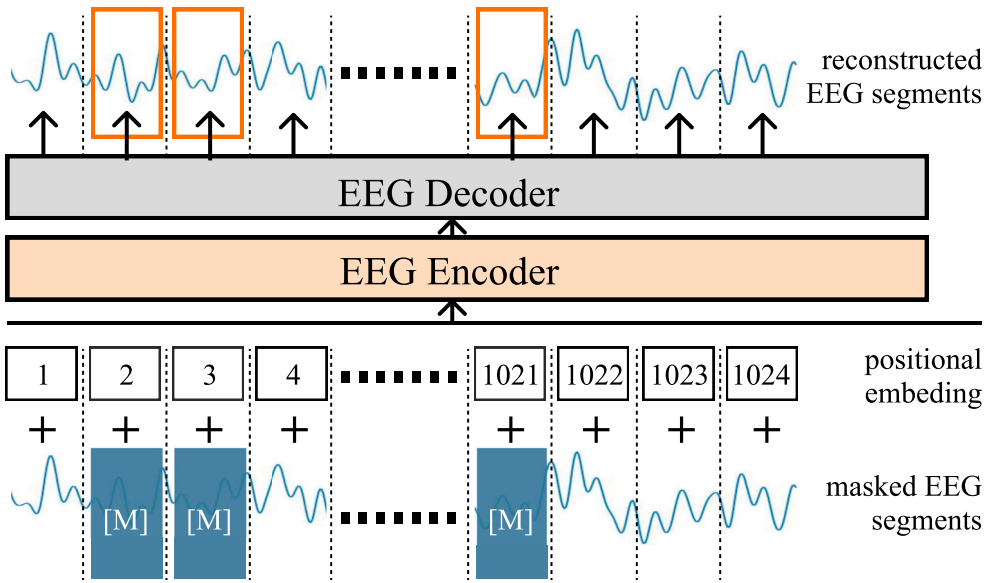 reconstructed
EEG segments
EEG Decoder
EEG Encoder
1 2 3 4 1021 1022 1023 1024
positional
embeding
+ + + + + + + +
masked EEG
segments
[M] [M] [M]